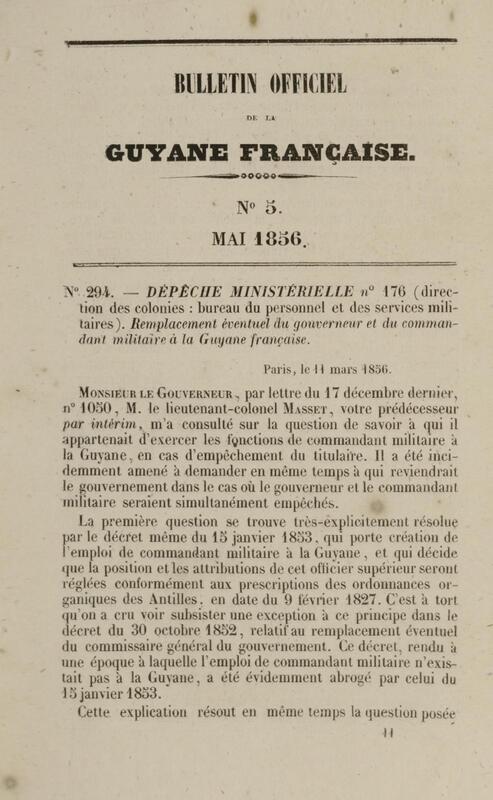 BULLETIN OFFICIEL
DE LA
GUYANE FRANÇAISE.
Nº 5.
MAI 1856.
Nº 294. — DÉPÊCHE MINISTÉRIELLE nº 176 (direc-
tion des colonies : bureau du personnel et des services mili-
taires). Remplacement éventuel du gouverneur et du comman-
dant militaire à la Guyane française.
Paris, le 11 mars 1856.
MONSIEUR LE GOUVERNEUR, par lettre du 17 décembre dernier,
nº 1050, M. le lieutenant-colonel MASSET, votre prédécesseur
par intérim, m'a consulté sur la question de savoir à qui il
appartenait d'exercer les fonctions de commandant militaire à
la Guyane, en cas d'empêchement du titulaire. Il a été inci-
demment amené à demander en même temps à qui reviendrait
le gouvernement dans le cas où le gouverneur et le commandant
militaire seraient simultanément empêchés.
La première question se trouve très-explicitement résolue
par le décret même du 15 janvier 1853, qui porte création de
l'emploi de commandant militaire à la Guyane, et qui décide
que la position et les attributions de cet officier supérieur seront
réglées conformément aux prescriptions des ordonnances or-
ganiques des Antilles, en date du 9 février 1827. C'est à tort
qu'on a cru voir subsister une exception à ce principe dans le
décret du 30 octobre 1852, relatif au remplacement éventuel
du commissaire général du gouvernement. Ce décret, rendu à
une époque à laquelle l'emploi de commandant militaire n'exis-
tait pas à la Guyane, a été évidemment abrogé par celui du
15 janvier 1853.
Cette explication résout en même temps la question posée
11